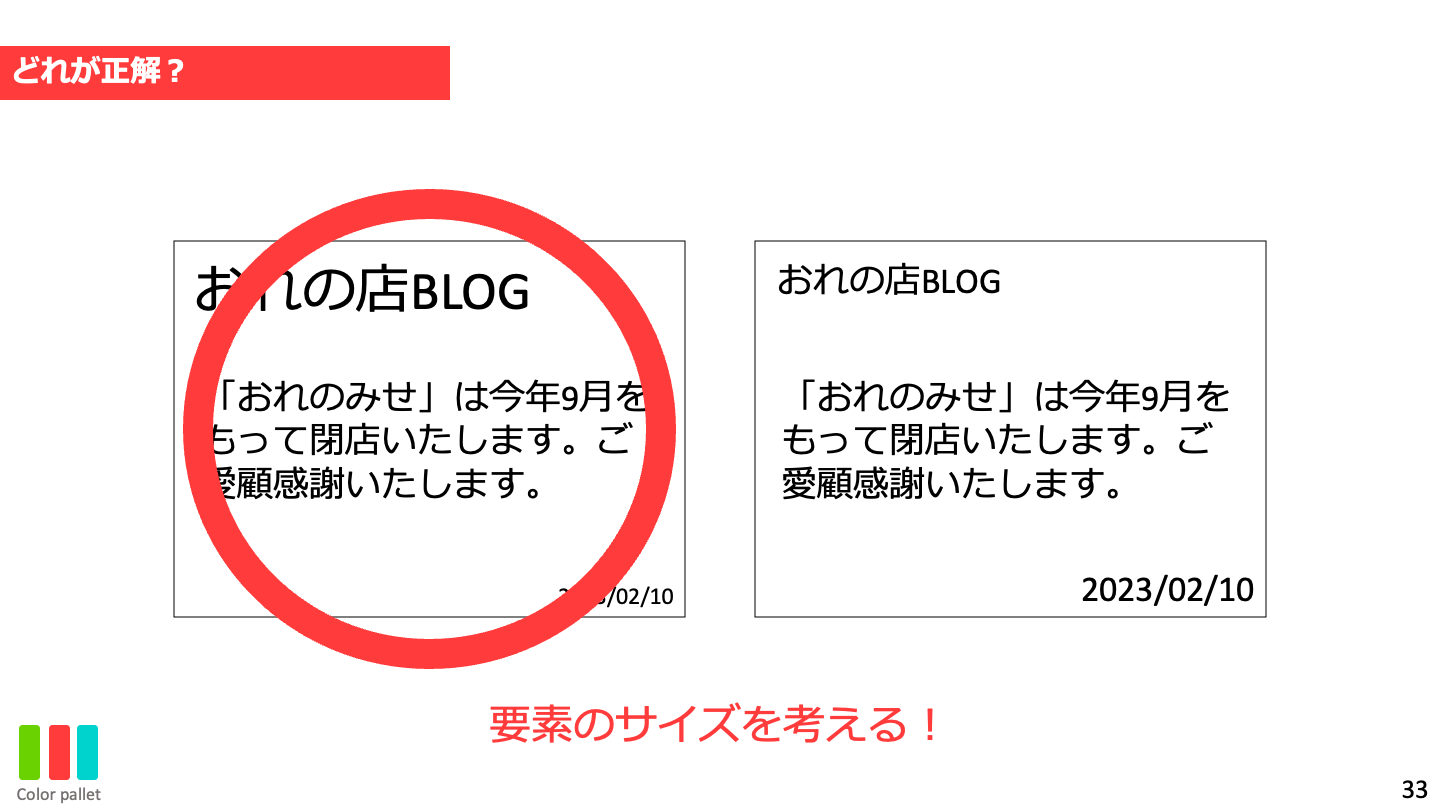 どれが正解？
おれの店BLOG
「おれのみせ」は今年9月を
もって閉店いたします。ご
愛顧感謝いたします。
2023/02/10
おれの店BLOG
「おれのみせ」は今年9月を
もって閉店いたします。ご
愛顧感謝いたします。
2023/02/10
要素のサイズを考える！
Color pallet
33